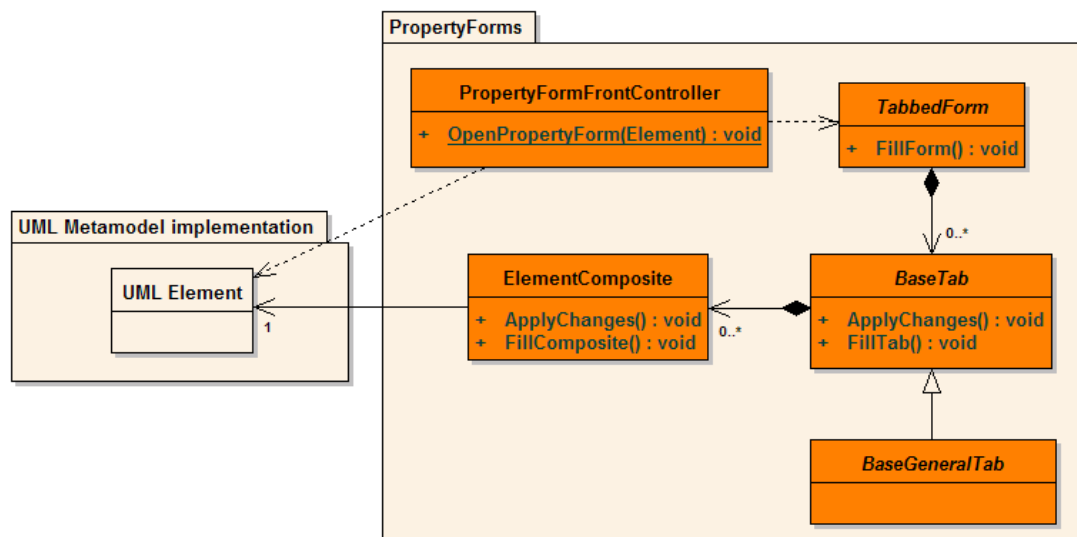 PropertyForms
PropertyFormFrontController
+ OpenPropertyForm(Element) : void
TabbedForm
+ FillForm() : void
UML Metamodel implementation
UML Element
1
ElementComposite
+ ApplyChanges() : void
+ FillComposite() : void
0..*
0..*
BaseTab
+ ApplyChanges() : void
+ FillTab() : void
BaseGeneralTab